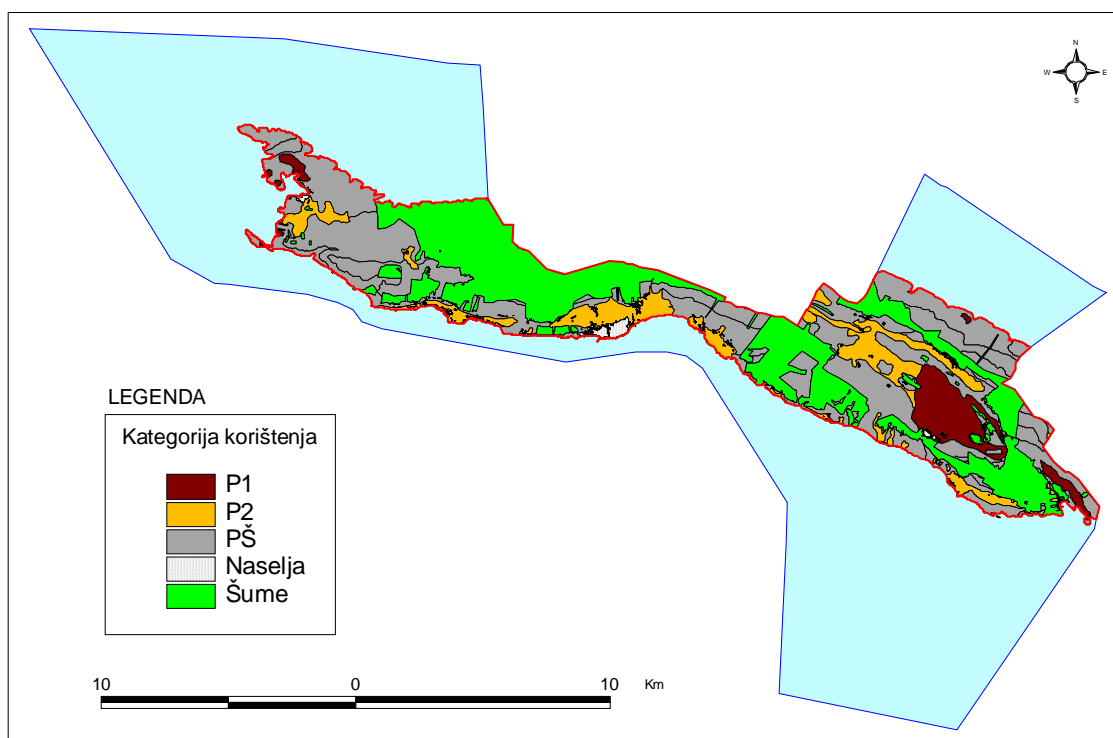 N
W E
S
LEGENDA
Kategorija korištenja
P1
P2
PŠ
Naselja
Šume
10 0 10 Km